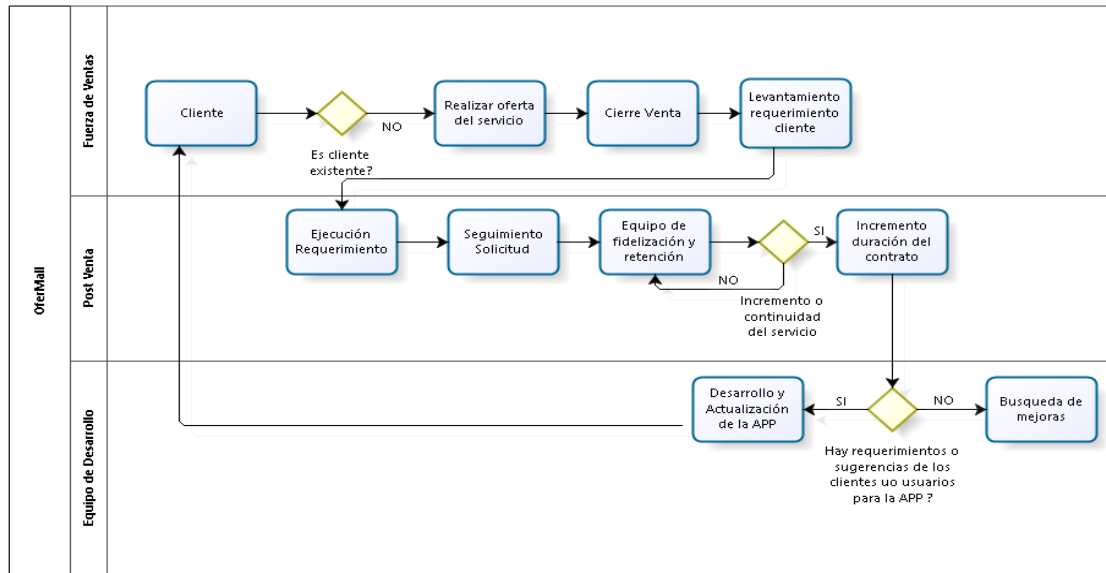 OferMall
Fuerza de Ventas
Cliente
Es cliente
existente?
NO
Realizar oferta
del servicio
Cierre Venta
Levantamiento
requerimiento
cliente
Post Venta
Ejecución
Requerimiento
Seguimiento
Solicitud
Equipo de
fidelización y
retención
NO
SI
Incremento o
continuidad
del servicio
Incremento
duración del
contrato
Equipo de Desarrollo
Desarrollo y
Actualización
de la APP
SI
NO
Hay requerimientos o
sugerencias de los
clientes uo usuarios
para la APP ?
Busqueda de
mejoras